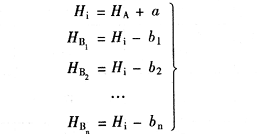 H_i = H_A + a
H_{B_1} = H_i - b_1
H_{B_2} = H_i - b_2
...
H_{B_n} = H_i - b_n